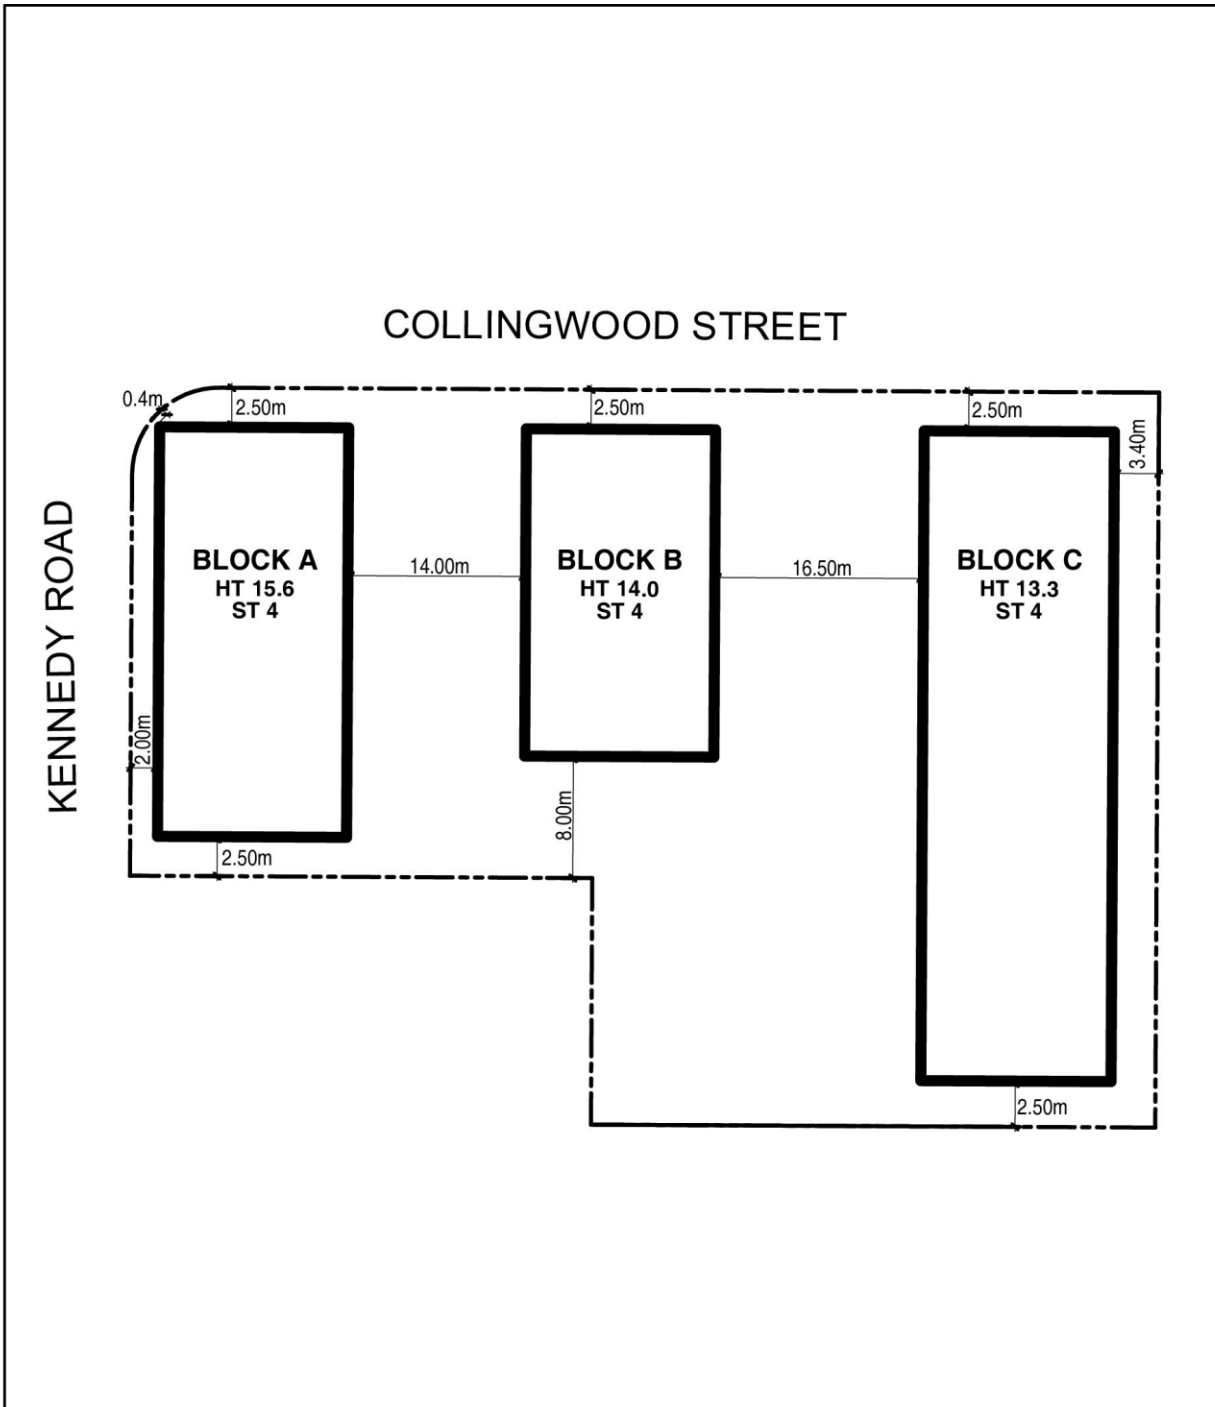 COLLINGWOOD STREET
0.4m
2.50m
2.50m
2.50m
3.40m
KENNEDY ROAD
BLOCK A
HT 15.6
ST 4
14.00m
BLOCK B
HT 14.0
ST 4
16.50m
BLOCK C
HT 13.3
ST 4
2.00m
8.00m
2.50m
2.50m